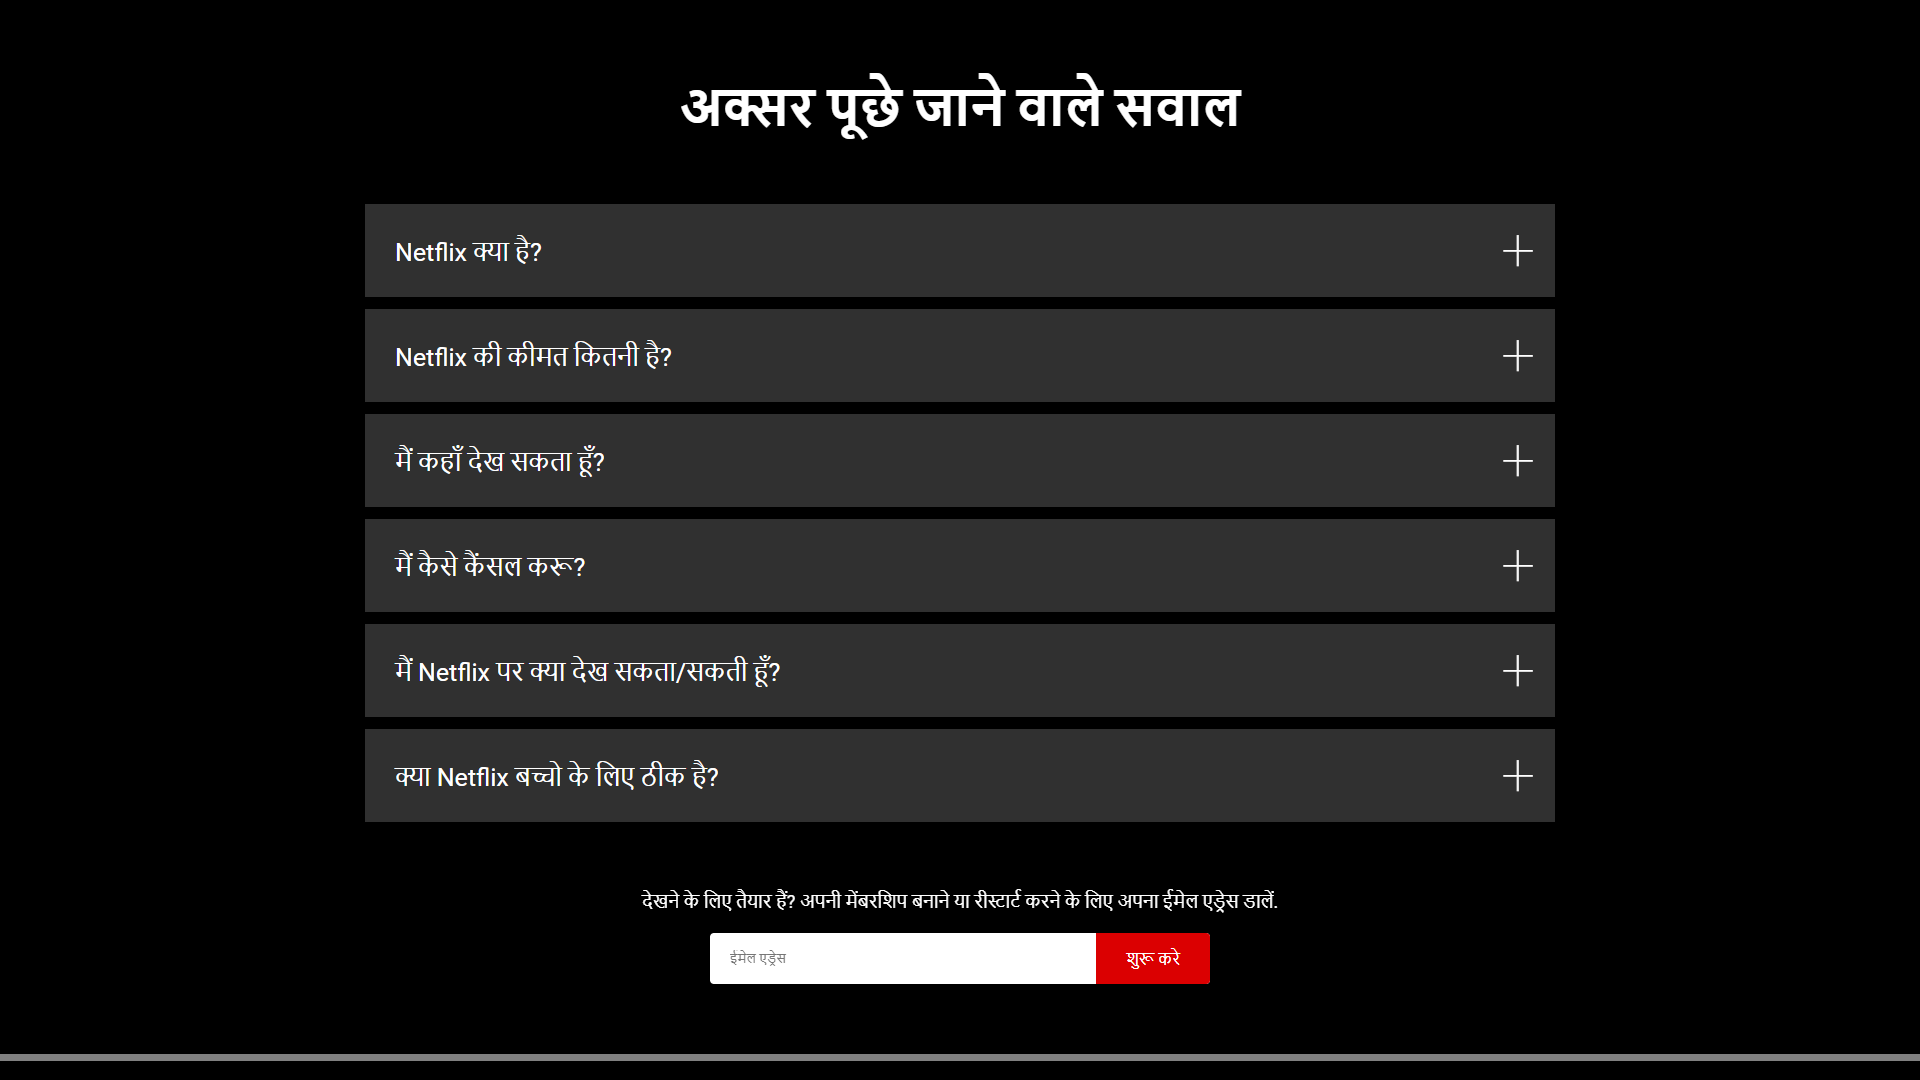 अक्सर पूछे जाने वाले सवाल
Netflix क्या है?
Netflix की कीमत कितनी है?
मैं कहाँ देख सकता हूँ?
मैं कैसे कैंसल करू?
मैं Netflix पर क्या देख सकता/सकती हूँ?
क्या Netflix बच्चो के लिए ठीक है?
देखने के लिए तैयार हैं? अपनी मेंबरशिप बनाने या रीस्टार्ट करने के लिए अपना ईमेल एड्रेस डालें.
ईमेल एड्रेस
शुरू करे